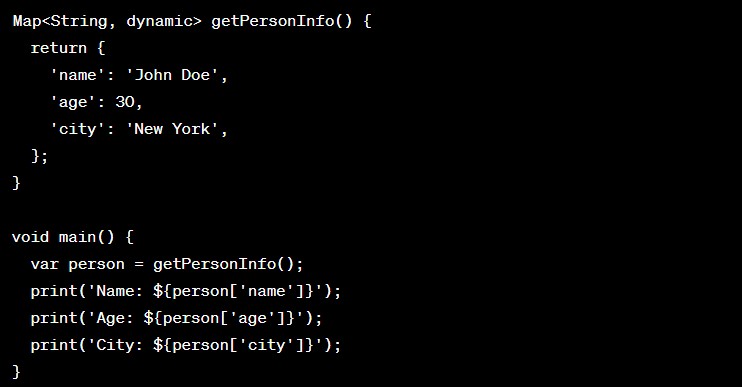 Map<String, dynamic> getPersonInfo() {
  return {
    'name': 'John Doe',
    'age': 30,
    'city': 'New York',
  };
}

void main() {
  var person = getPersonInfo();
  print('Name: ${person['name']}');
  print('Age: ${person['age']}');
  print('City: ${person['city']}');
}